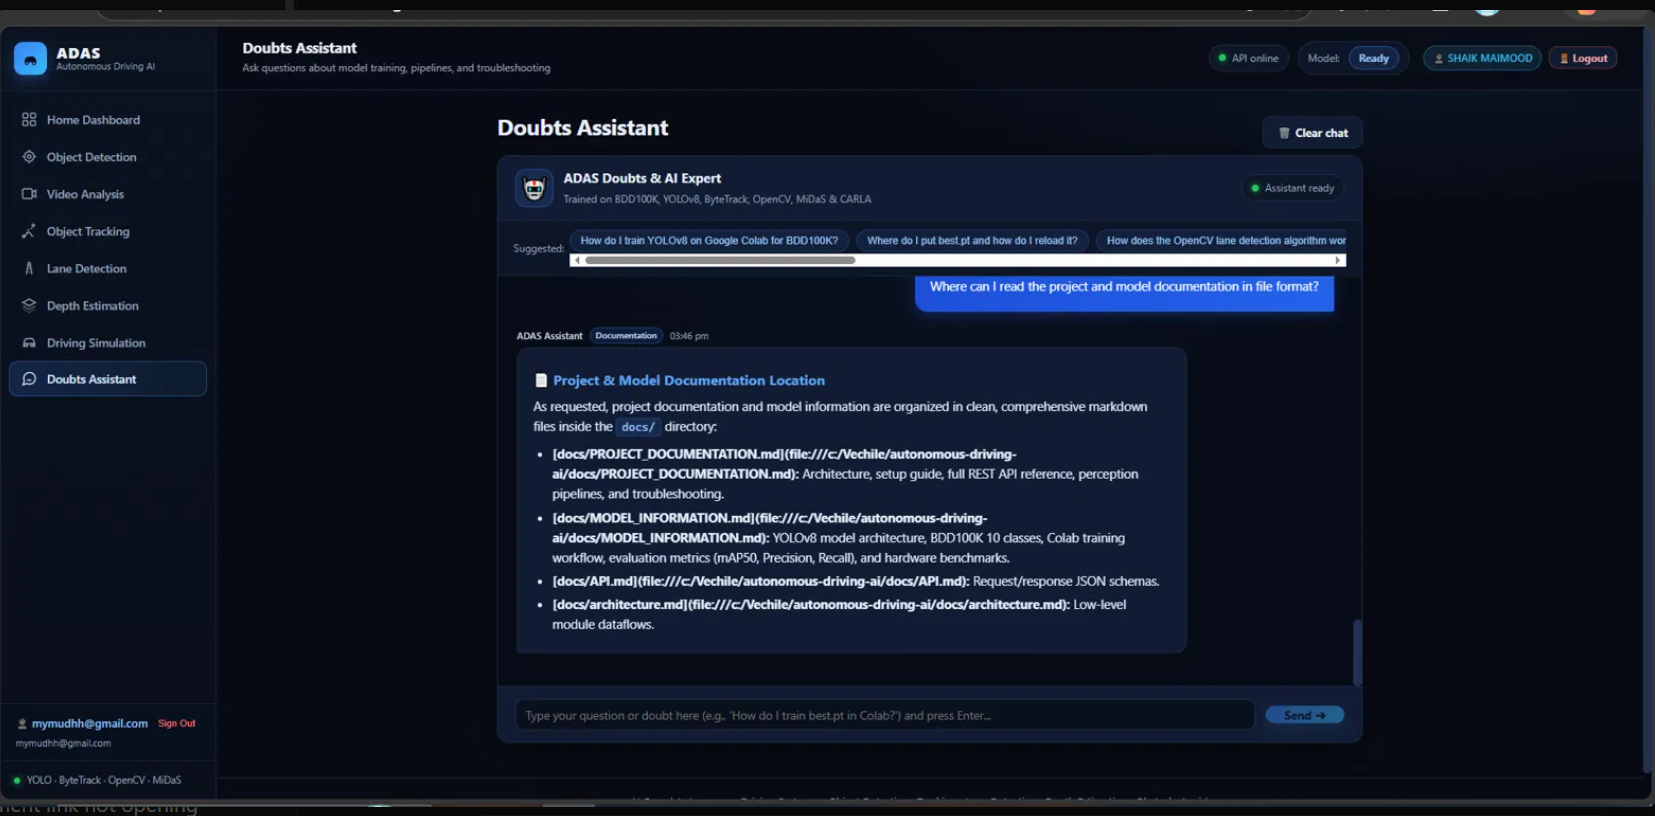 ADAS
Autonomous Driving AI
Home Dashboard
Object Detection
Video Analysis
Object Tracking
Lane Detection
Depth Estimation
Driving Simulation
Doubts Assistant
mymudhh@gmail.com Sign Out
mymudhh@gmail.com
YOLO · ByteTrack · OpenCV · MiDaS
Doubts Assistant
Ask questions about model training, pipelines, and troubleshooting
API online
Model: Ready
SHAIK MAIMOOD
Logout
Doubts Assistant
Clear chat
ADAS Doubts & AI Expert
Trained on BDD100K, YOLOv8, ByteTrack, OpenCV, MiDaS & CARLA
Assistant ready
Suggested: How do I train YOLOv8 on Google Colab for BDD100K? Where do I put best.pt and how do I reload it? How does the OpenCV lane detection algorithm wor
Where can I read the project and model documentation in file format?
ADAS Assistant Documentation 03:46 pm
Project & Model Documentation Location
As requested, project documentation and model information are organized in clean, comprehensive markdown
files inside the docs/ directory:
• [docs/PROJECT_DOCUMENTATION.md](file:///c:/Vechile/autonomous-driving-
ai/docs/PROJECT_DOCUMENTATION.md): Architecture, setup guide, full REST API reference, perception
pipelines, and troubleshooting.
• [docs/MODEL_INFORMATION.md](file:///c:/Vechile/autonomous-driving-
ai/docs/MODEL_INFORMATION.md): YOLOv8 model architecture, BDD100K 10 classes, Colab training
workflow, evaluation metrics (mAP50, Precision, Recall), and hardware benchmarks.
• [docs/API.md](file:///c:/Vechile/autonomous-driving-ai/docs/API.md): Request/response JSON schemas.
• [docs/architecture.md](file:///c:/Vechile/autonomous-driving-ai/docs/architecture.md): Low-level
module dataflows.
Type your question or doubt here (e.g., 'How do I train best.pt in Colab?') and press Enter...
Send →
link not opening